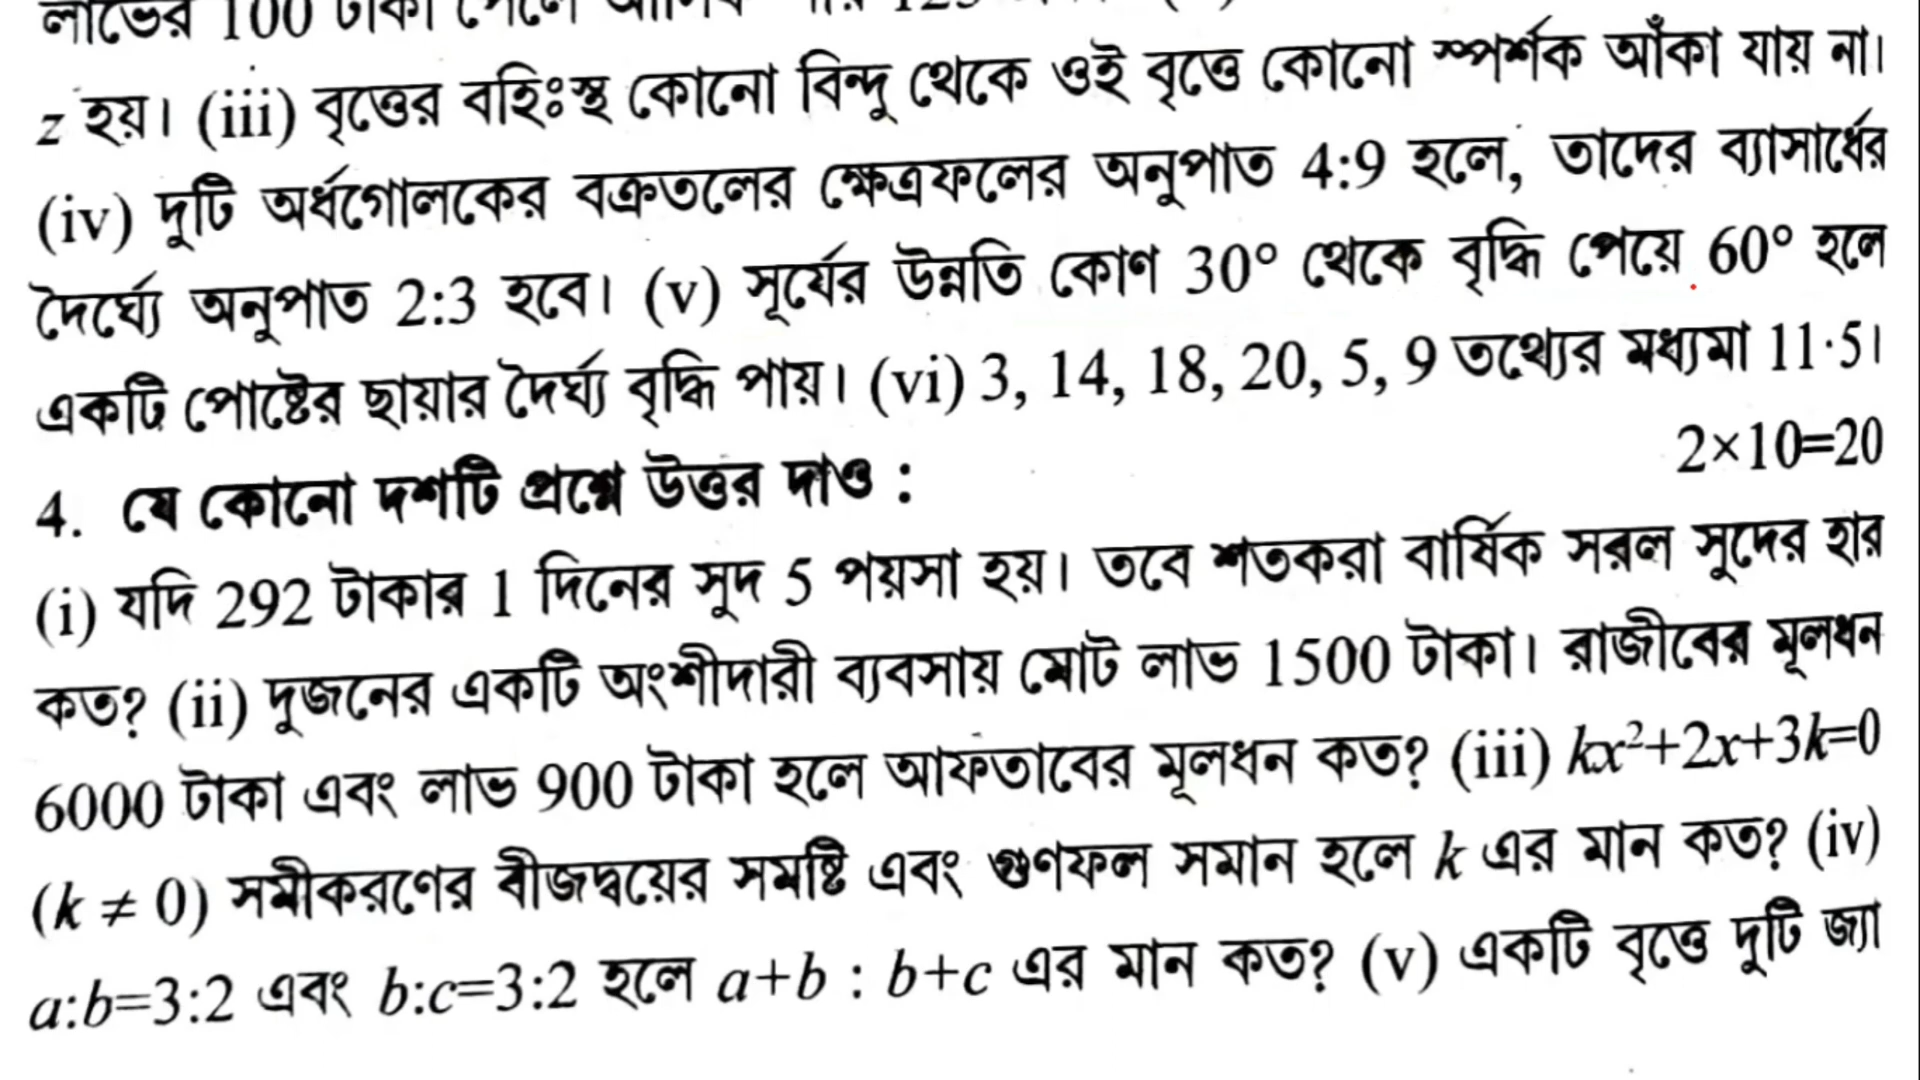 লাভের 100 টাকা পেলে
z হয়। (iii) বৃত্তের বহিঃস্থ কোনো বিন্দু থেকে ওই বৃত্তে কোনো স্পর্শক আঁকা যায় না।
(iv) দুটি অর্ধগোলকের বক্রতলের ক্ষেত্রফলের অনুপাত 4:9 হলে, তাদের ব্যাসার্ধের
দৈর্ঘ্যে অনুপাত 2:3 হবে। (v) সূর্যের উন্নতি কোণ 30° থেকে বৃদ্ধি পেয়ে 60° হলে
একটি পোষ্টের ছায়ার দৈর্ঘ্য বৃদ্ধি পায়। (vi) 3, 14, 18, 20, 5, 9 তথ্যের মধ্যমা 11·5।
4. যে কোনো দশটি প্রশ্নে উত্তর দাও : 2×10=20
(i) যদি 292 টাকার 1 দিনের সুদ 5 পয়সা হয়। তবে শতকরা বার্ষিক সরল সুদের হার
কত? (ii) দুজনের একটি অংশীদারী ব্যবসায় মোট লাভ 1500 টাকা। রাজীবের মূলধন
6000 টাকা এবং লাভ 900 টাকা হলে আফতাবের মূলধন কত? (iii) kx²+2x+3k=0
(k ≠ 0) সমীকরণের বীজদ্বয়ের সমষ্টি এবং গুণফল সমান হলে k এর মান কত? (iv)
a:b=3:2 এবং b:c=3:2 হলে a+b : b+c এর মান কত? (v) একটি বৃত্তে দুটি জ্যা